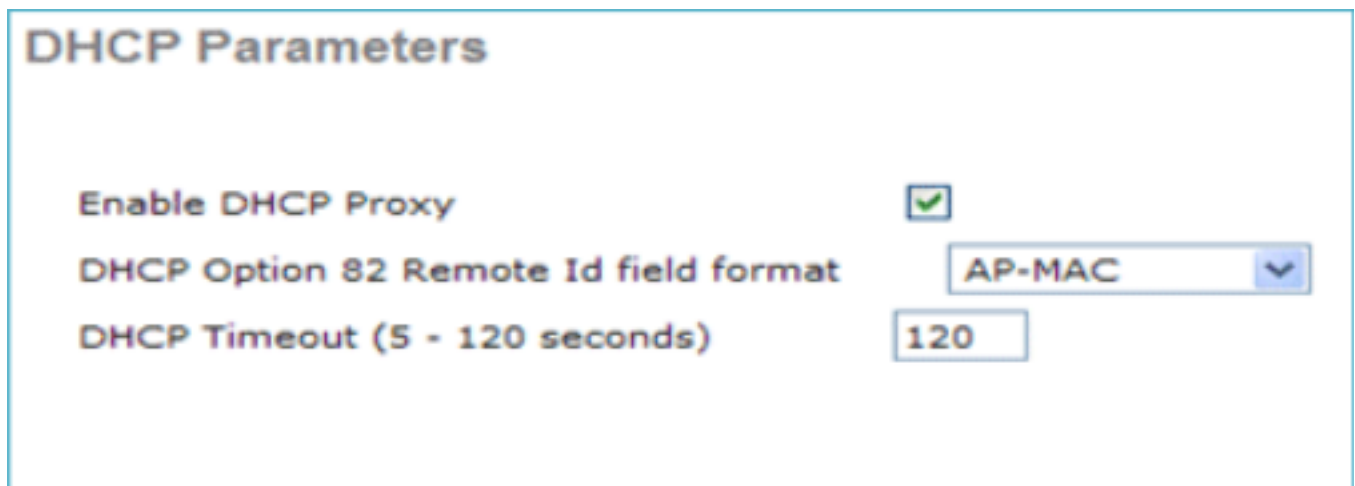 DHCP Parameters
Enable DHCP Proxy
DHCP Option 82 Remote Id field format AP-MAC
DHCP Timeout (5 - 120 seconds) 120